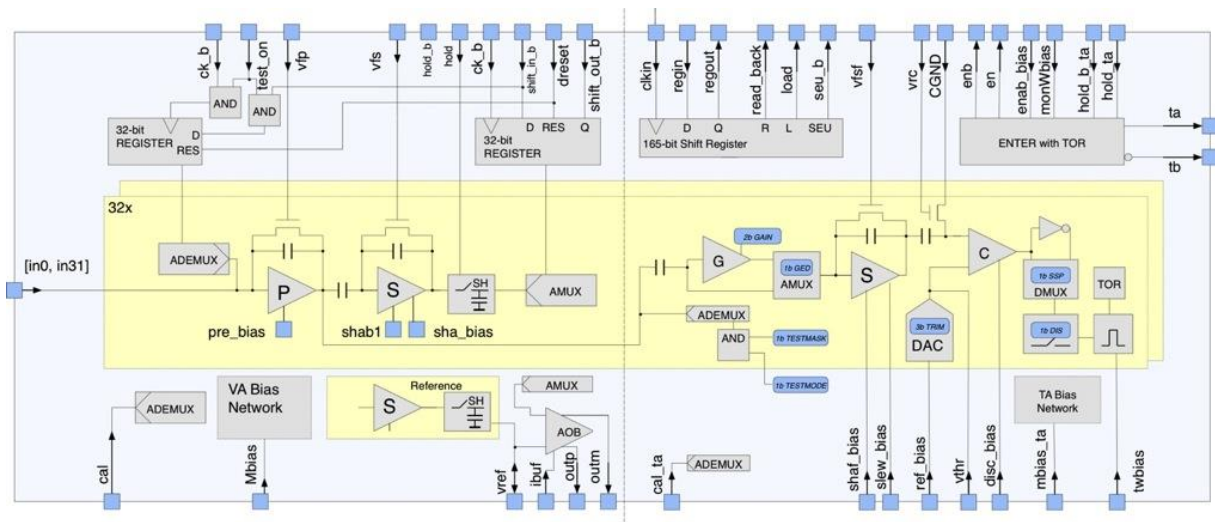 ck_b
test_on
vfp
vfs
hold_b
hold
ck_b
shift_in_b
dreset
shift_out_b
clkin
regin
regout
read_back
load
seu_b
vfsf
vrc
CGND
enb
en
enab_bias
monWbias
hold_b_ta
hold_ta
AND
AND
32-bit
REGISTER
D
RES
D RES Q
32-bit
REGISTER
D Q R L SEU
165-bit Shift Register
ENTER with TOR
ta
tb
32x
[in0, in31]
ADEMUX
P
S
SH
AMUX
pre_bias
shab1
sha_bias
G
2b GAIN
1b GED
AMUX
S
C
ADEMUX
AND
1b TESTMASK
1b TESTMODE
3b TRIM
DAC
1b SSP
DMUX
TOR
1b DIS
ADEMUX
VA Bias
Network
Reference
S
SH
AMUX
AOB
ADEMUX
TA Bias
Network
cal
Mbias
vref
ibuf
outp
outm
cal_ta
shaf_bias
slew_bias
ref_bias
vthr
disc_bias
mbias_ta
twbias